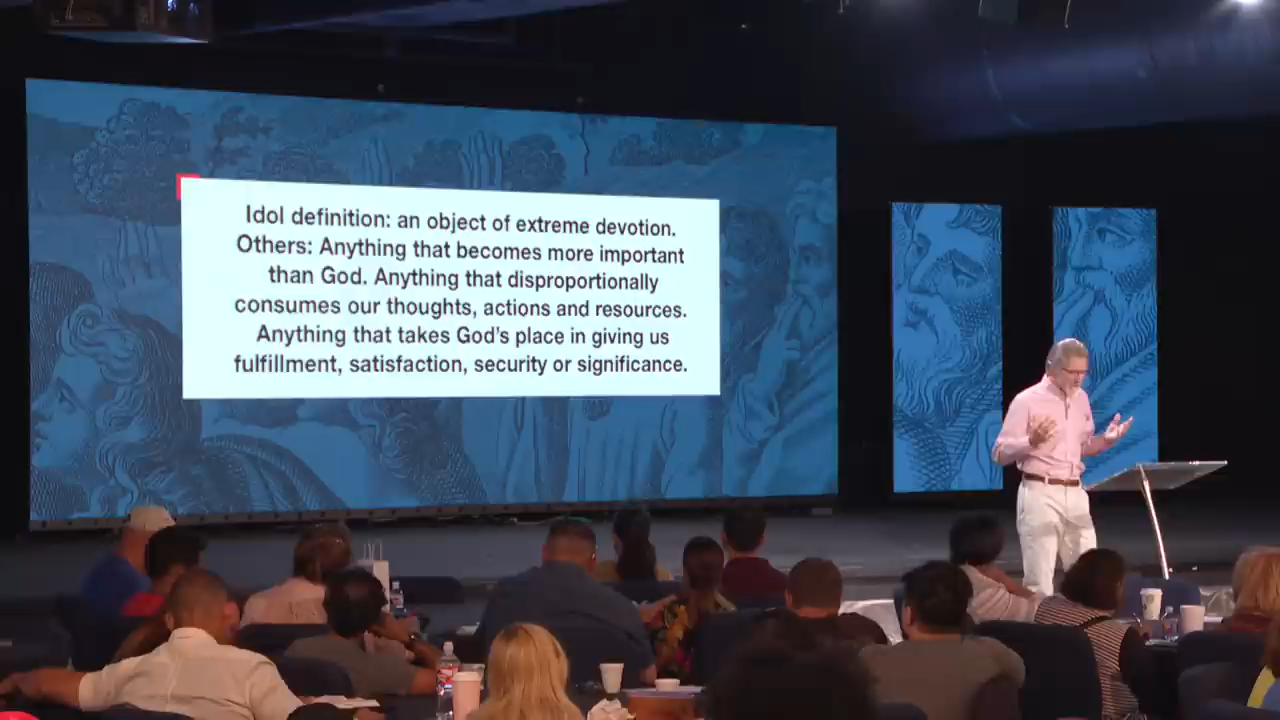 Idol definition: an object of extreme devotion.
Others: Anything that becomes more important
than God. Anything that disproportionally
consumes our thoughts, actions and resources.
Anything that takes God's place in giving us
fulfillment, satisfaction, security or significance.